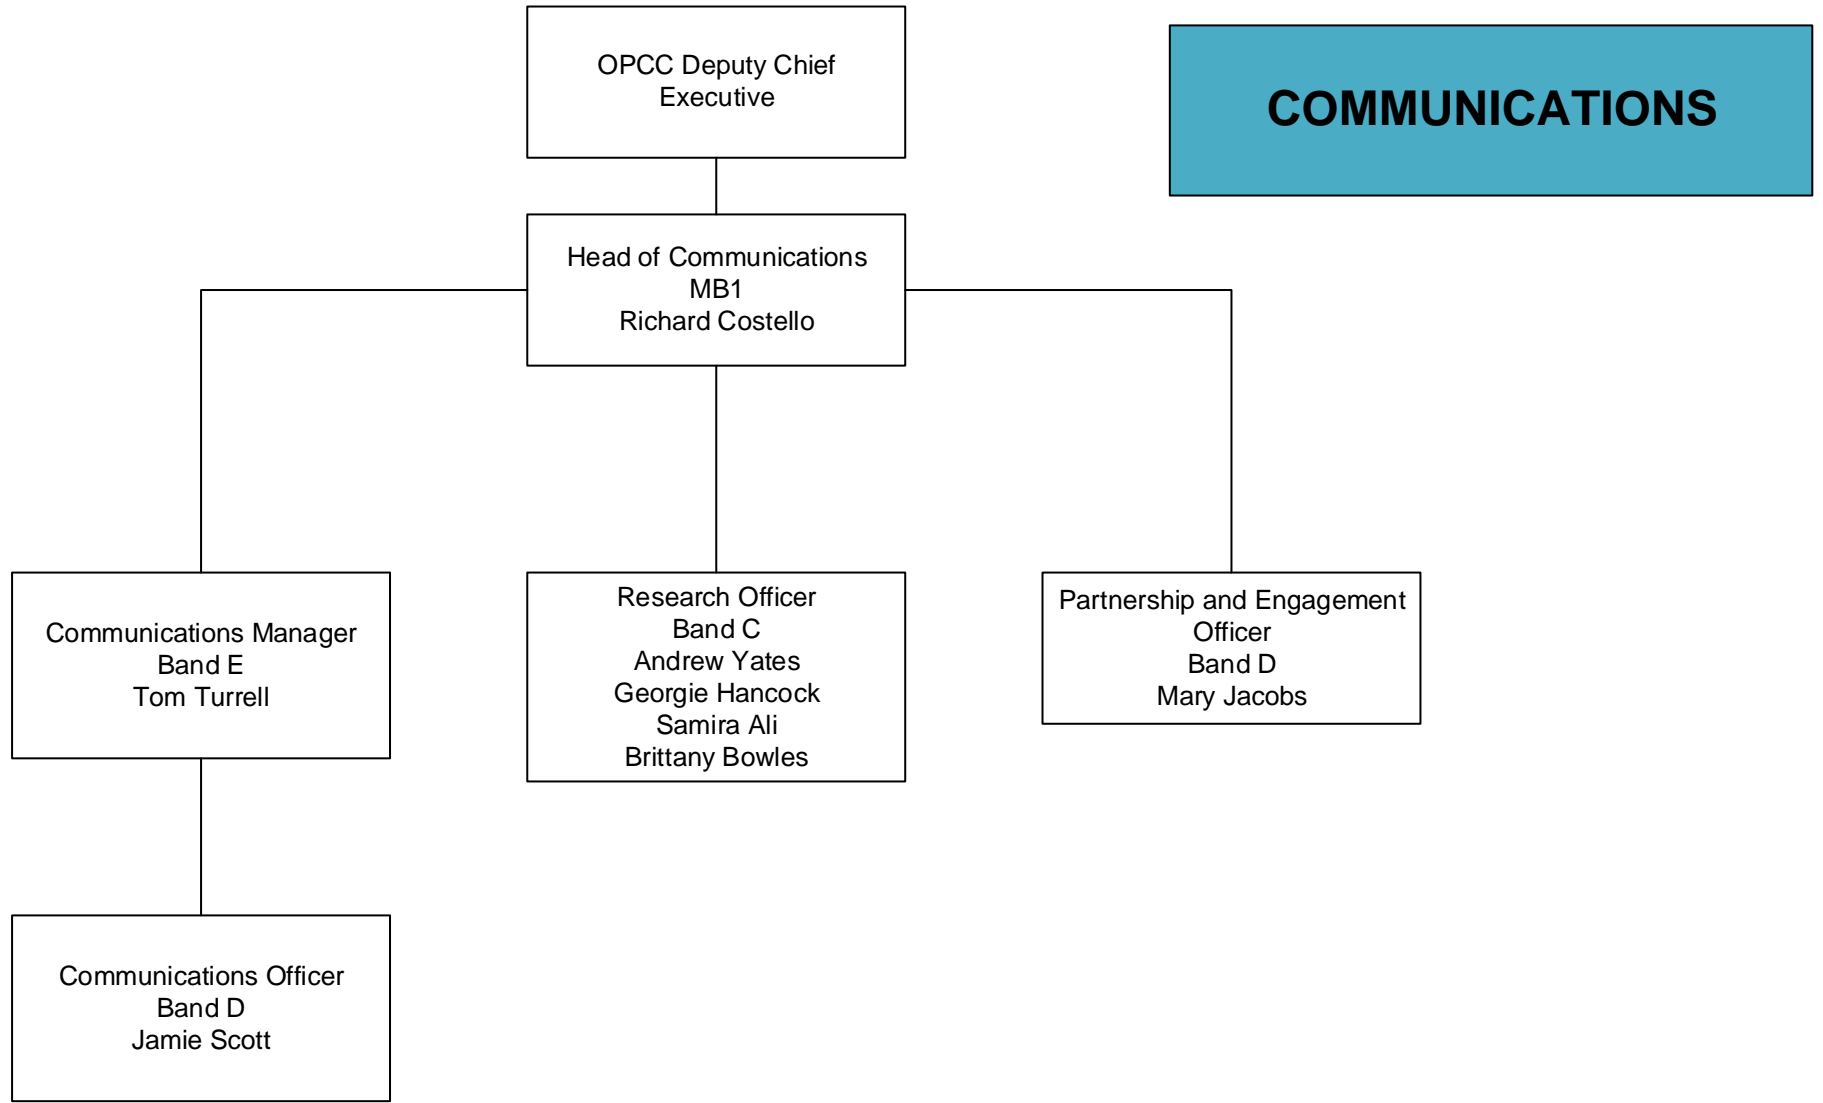 OPCC Deputy Chief
Executive
COMMUNICATIONS
Head of Communications
MB1
Richard Costello
Communications Manager
Band E
Tom Turrell
Research Officer
Band C
Andrew Yates
Georgie Hancock
Samira Ali
Brittany Bowles
Partnership and Engagement
Officer
Band D
Mary Jacobs
Communications Officer
Band D
Jamie Scott